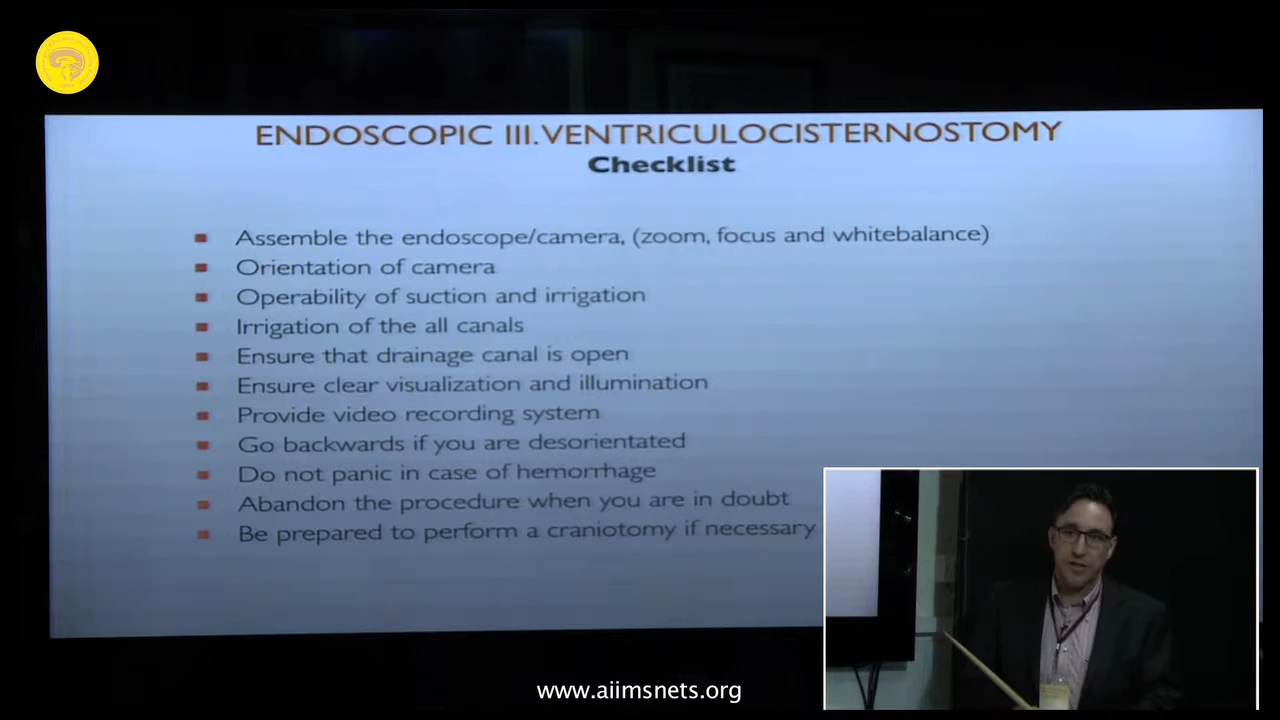 ENDOSCOPIC III.VENTRICULOCISTERNOSTOMY
Checklist
Assemble the endoscope/camera, (zoom, focus and whitebalance)
Orientation of camera
Operability of suction and irrigation
Irrigation of the all canals
Ensure that drainage canal is open
Ensure clear visualization and illumination
Provide video recording system
Go backwards if you are desorientated
Do not panic in case of hemorrhage
Abandon the procedure when you are in doubt
Be prepared to perform a craniotomy if necessary
www.aiimsnets.org